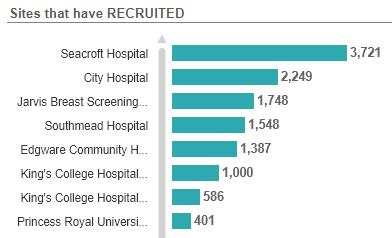 Sites that have RECRUITED
Seacroft Hospital 3,721
City Hospital 2,249
Jarvis Breast Screening... 1,748
Southmead Hospital 1,548
Edgware Community H... 1,387
King's College Hospital... 1,000
King's College Hospital... 586
Princess Royal Universi... 401